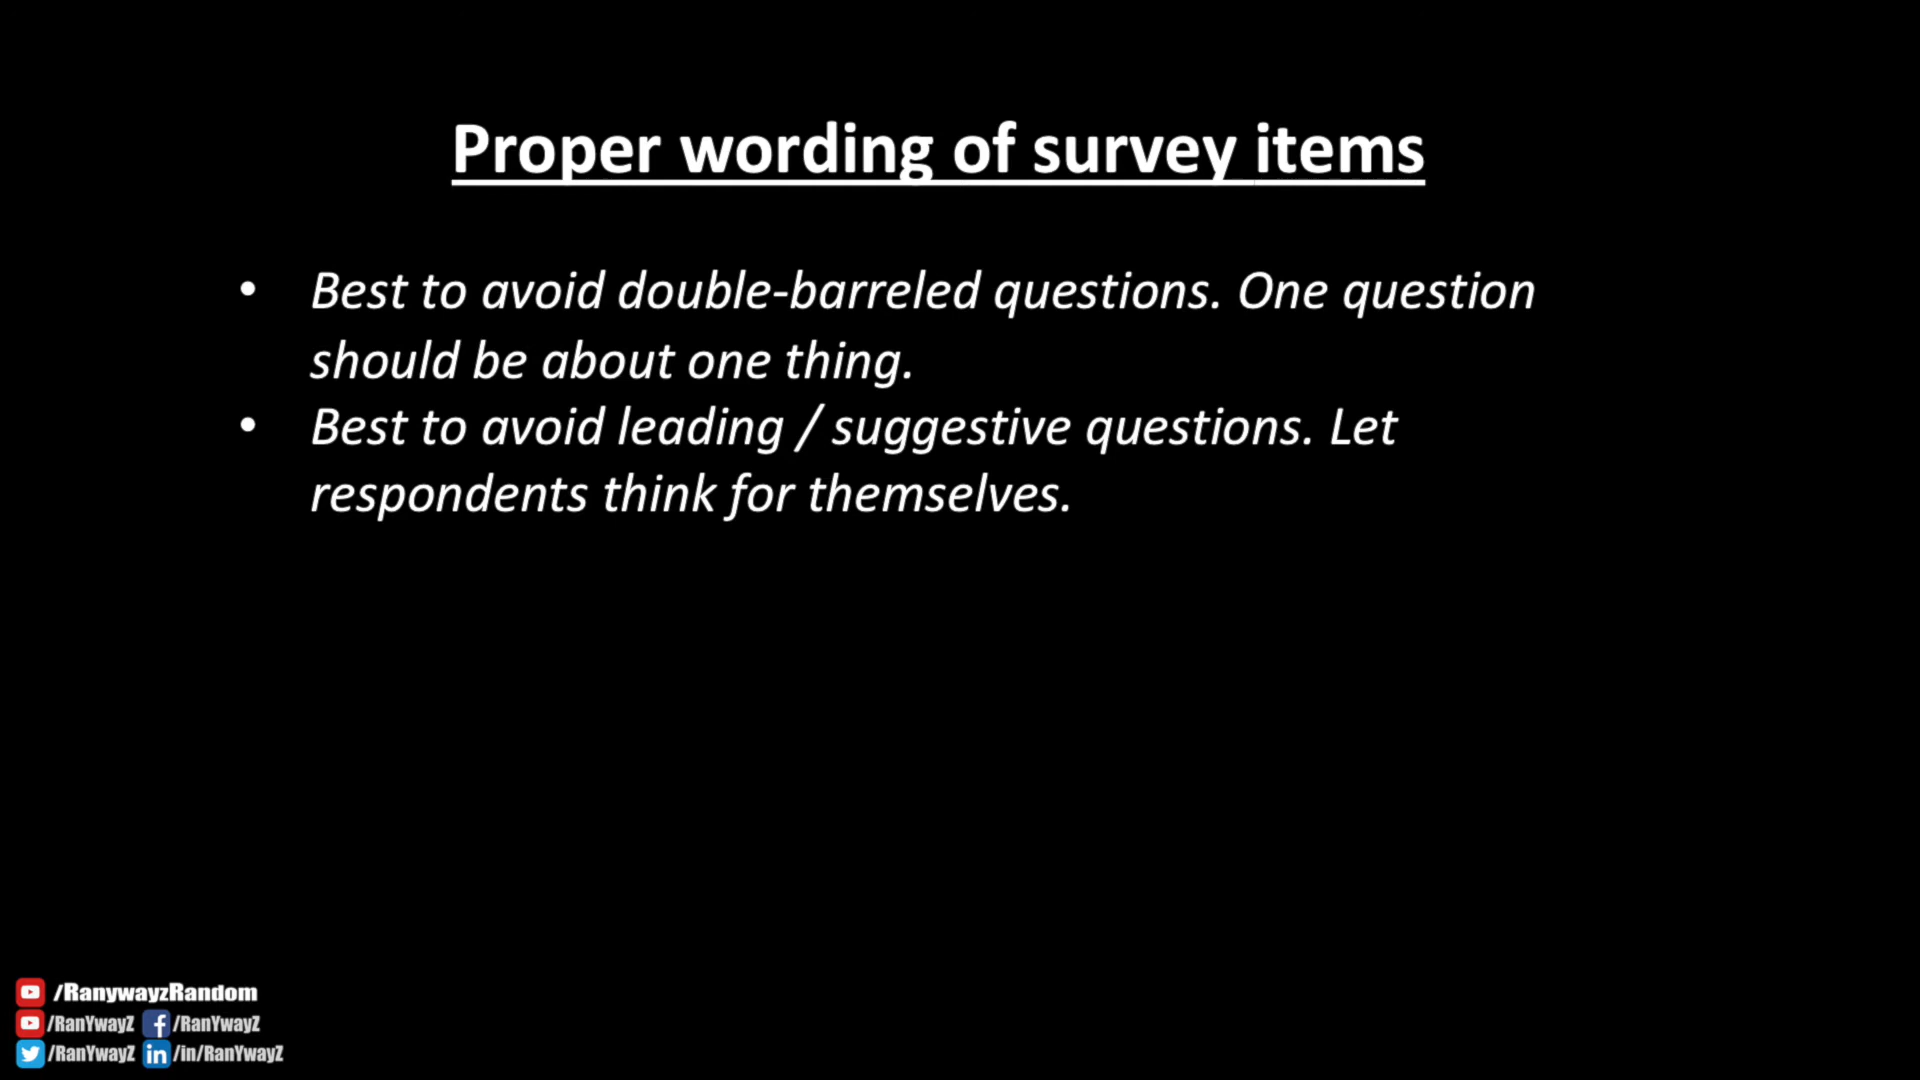 Proper wording of survey items
• Best to avoid double-barreled questions. One question
should be about one thing.
• Best to avoid leading / suggestive questions. Let
respondents think for themselves.
/RanywayzRandom
/RanYwayZ /RanYwayZ
/RanYwayZ in /in/RanYwayZ